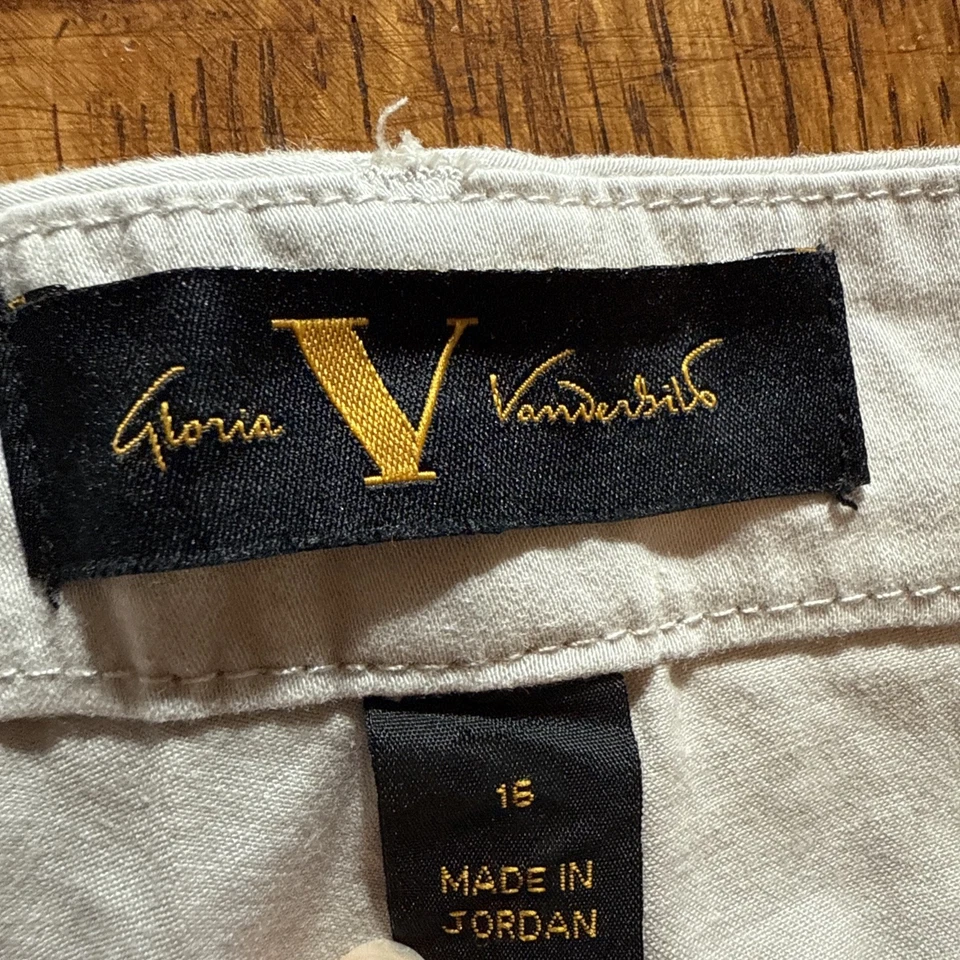 Gloria V Vanderbilt
16
MADE IN
JORDAN